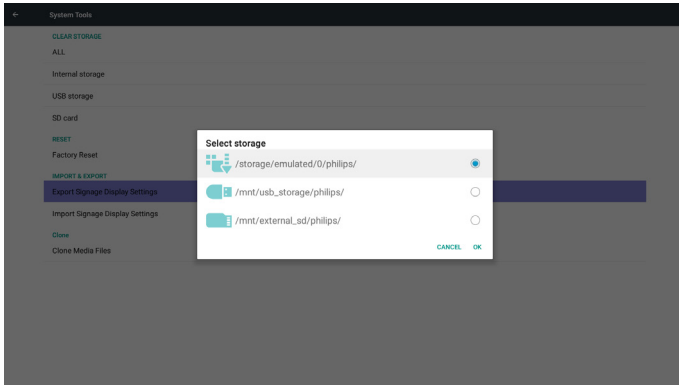 System Tools
CLEAR STORAGE
ALL
Internal storage
USB storage
SD card
RESET
Factory Reset
IMPORT & EXPORT
Export Signage Display Settings
Import Signage Display Settings
Clone
Clone Media Files
Select storage
/storage/emulated/0/philips/
/mnt/usb_storage/philips/
/mnt/external_sd/philips/
CANCEL OK